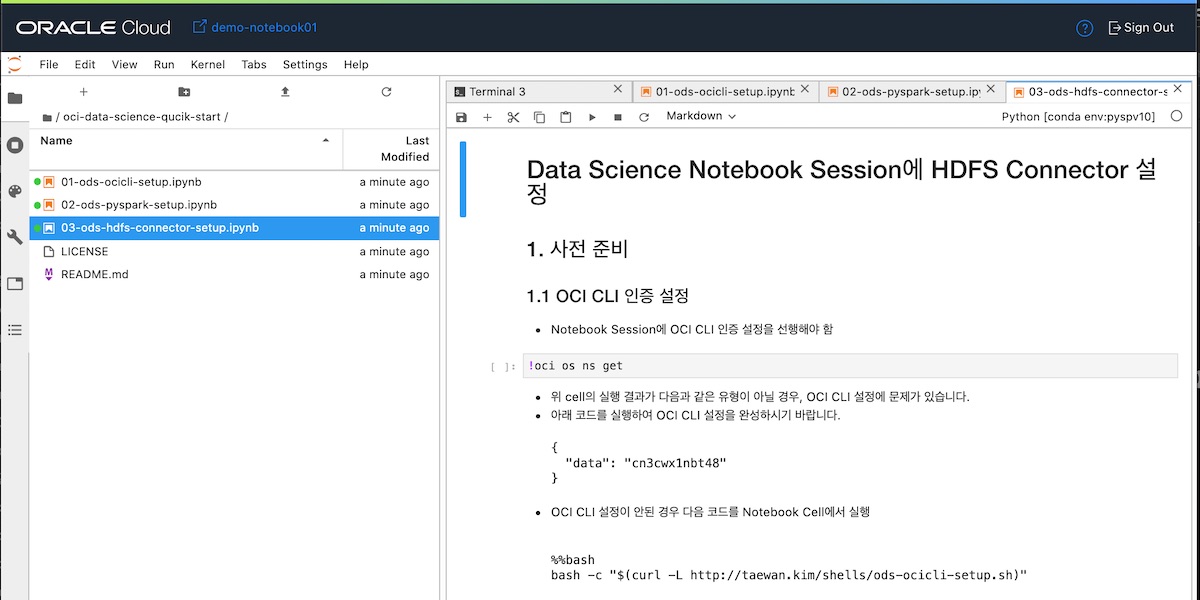 ORACLE Cloud demo-notebook01 Sign Out
File Edit View Run Kernel Tabs Settings Help
Terminal 3 01-ods-ocicli-setup.ipynb 02-ods-pyspark-setup.ip 03-ods-hdfs-connector-s
Markdown Python [conda env:pyspv10]
/ oci-data-science-qucik-start /
Name Last
Modified
01-ods-ocicli-setup.ipynb a minute ago
02-ods-pyspark-setup.ipynb a minute ago
03-ods-hdfs-connector-setup.ipynb a minute ago
LICENSE a minute ago
README.md a minute ago
Data Science Notebook Session에 HDFS Connector 설
정
1. 사전 준비
1.1 OCI CLI 인증 설정
• Notebook Session에 OCI CLI 인증 설정을 선행해야 함
[ ]: !oci os ns get
• 위 cell의 실행 결과가 다음과 같은 유형이 아닐 경우, OCI CLI 설정에 문제가 있습니다.
• 아래 코드를 실행하여 OCI CLI 설정을 완성하시기 바랍니다.
{
"data": "cn3cwx1nbt48"
}
• OCI CLI 설정이 안된 경우 다음 코드를 Notebook Cell에서 실행
%%bash
bash -c "$(curl -L http://taewan.kim/shells/ods-ocicli-setup.sh)"